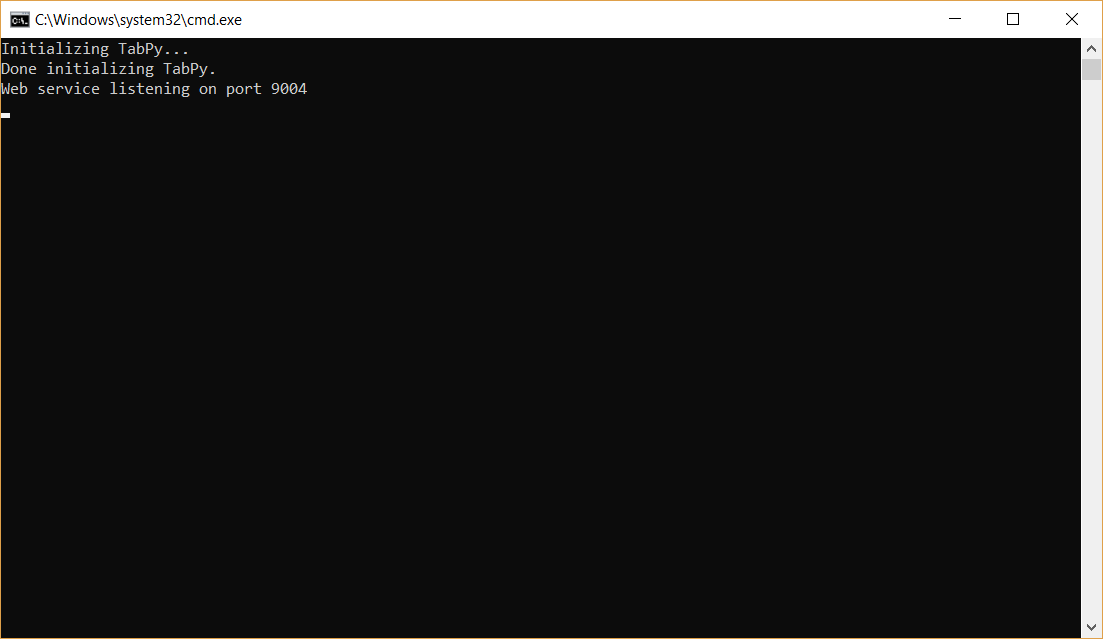 C:\Windows\system32\cmd.exe
Initializing TabPy...
Done initializing TabPy.
Web service listening on port 9004